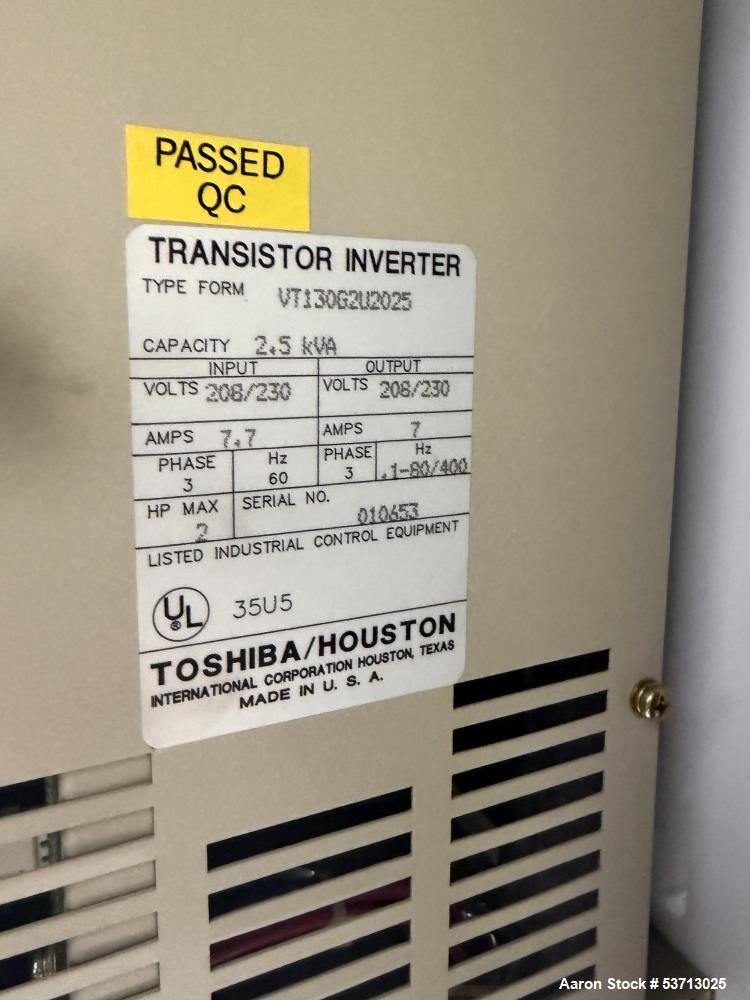 PASSED
QC
TRANSISTOR INVERTER
TYPE FORM VT130G2U2025
CAPACITY 2.5 kVA
INPUT OUTPUT
VOLTS 208/230 VOLTS 208/230
AMPS 7.7 AMPS 7
PHASE Hz PHASE Hz
3 60 3 .1-80/400
HP MAX SERIAL NO.
2 010653
LISTED INDUSTRIAL CONTROL EQUIPMENT
UL ® 35U5
TOSHIBA/HOUSTON
INTERNATIONAL CORPORATION HOUSTON, TEXAS
MADE IN U. S. A.
Aaron Stock # 53713025